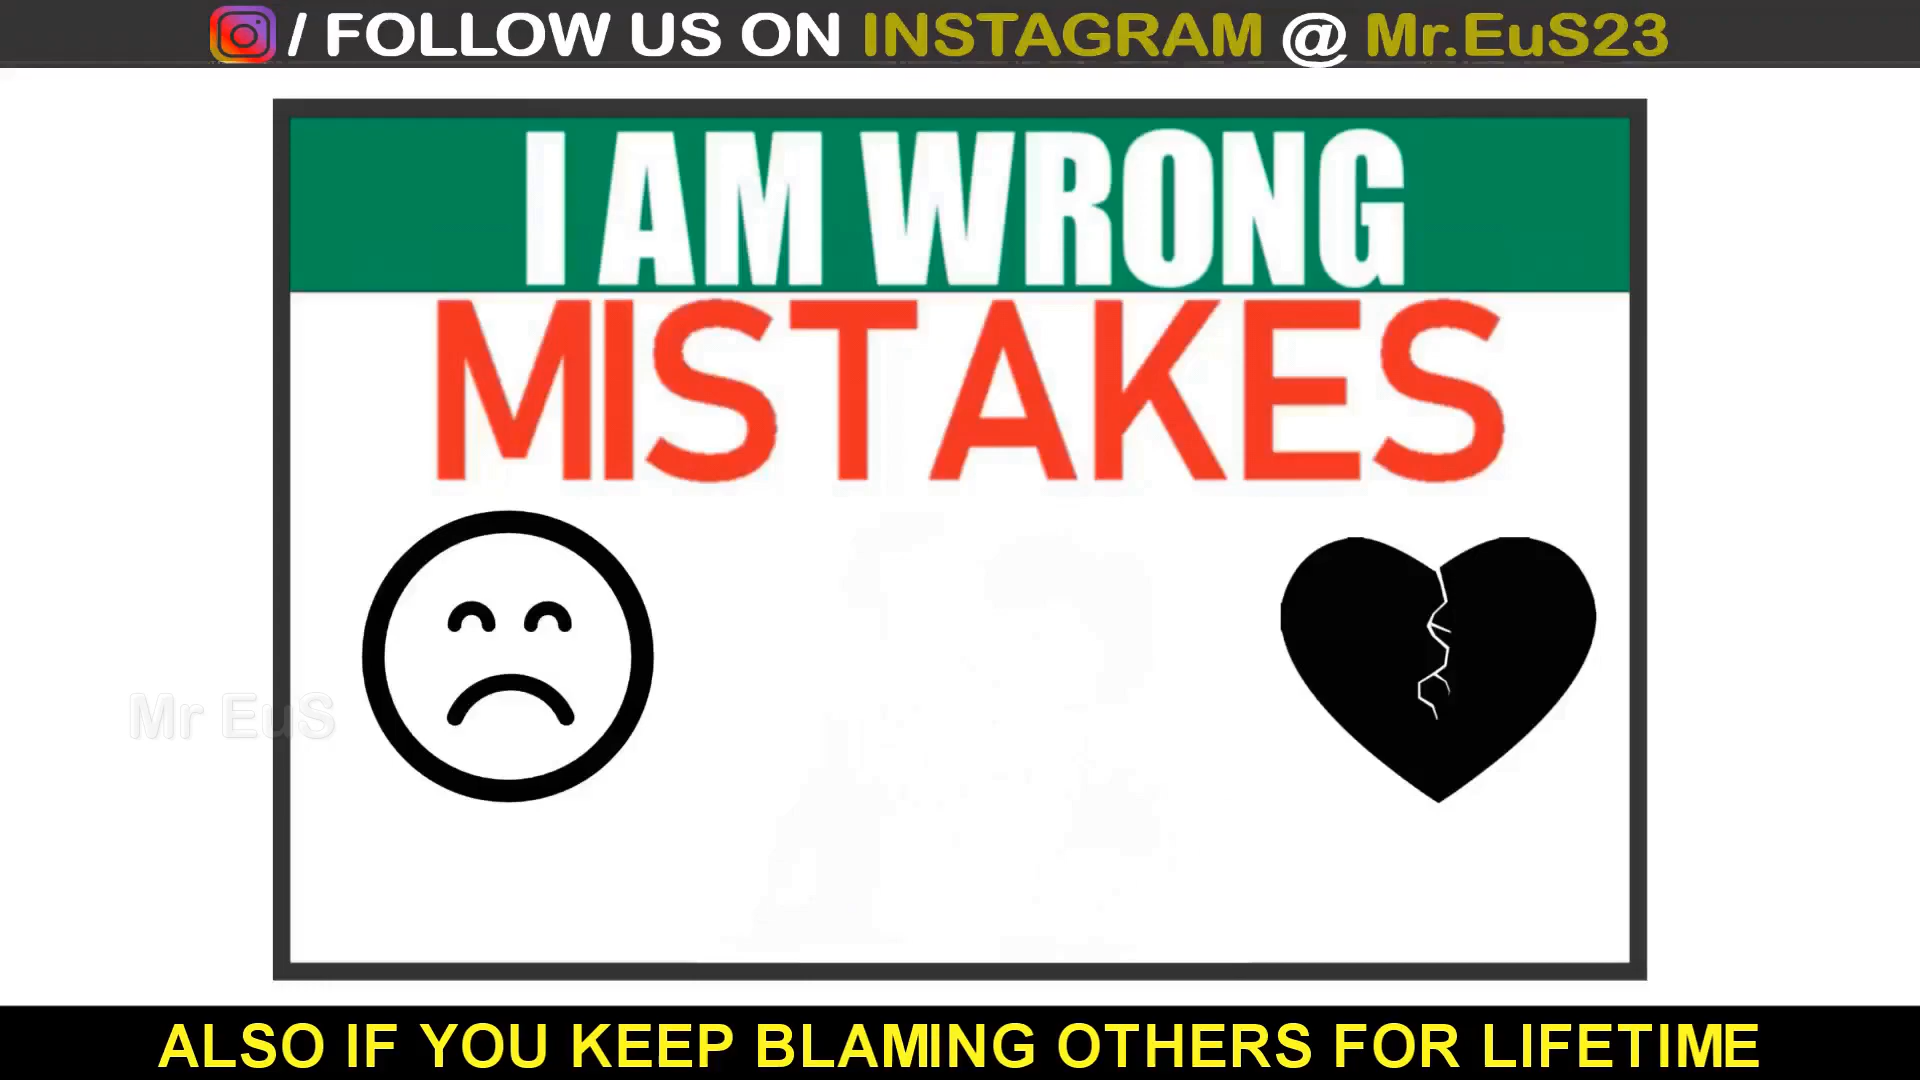 / FOLLOW US ON INSTAGRAM @ Mr.EuS23
I AM WRONG
MISTAKES
Mr EuS
ALSO IF YOU KEEP BLAMING OTHERS FOR LIFETIME